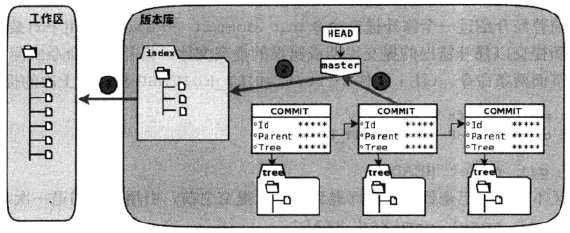 工作区
版本库
HEAD
index
master
COMMIT
Id *****
Parent *****
Tree *****
COMMIT
Id *****
Parent *****
Tree *****
COMMIT
Id *****
Parent *****
Tree *****
tree
tree
tree